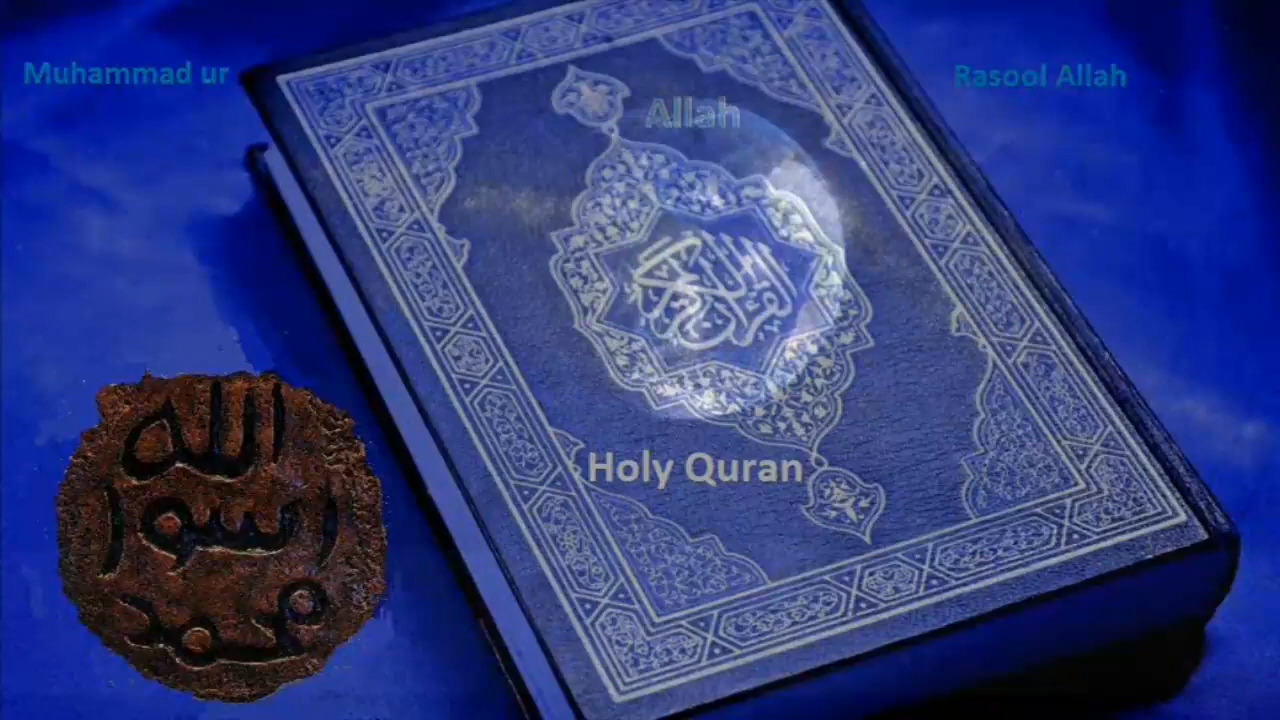 Muhammad ur
Rasool Allah
Allah
القرآن الكريم
Holy Quran
الله
رسول
محمد